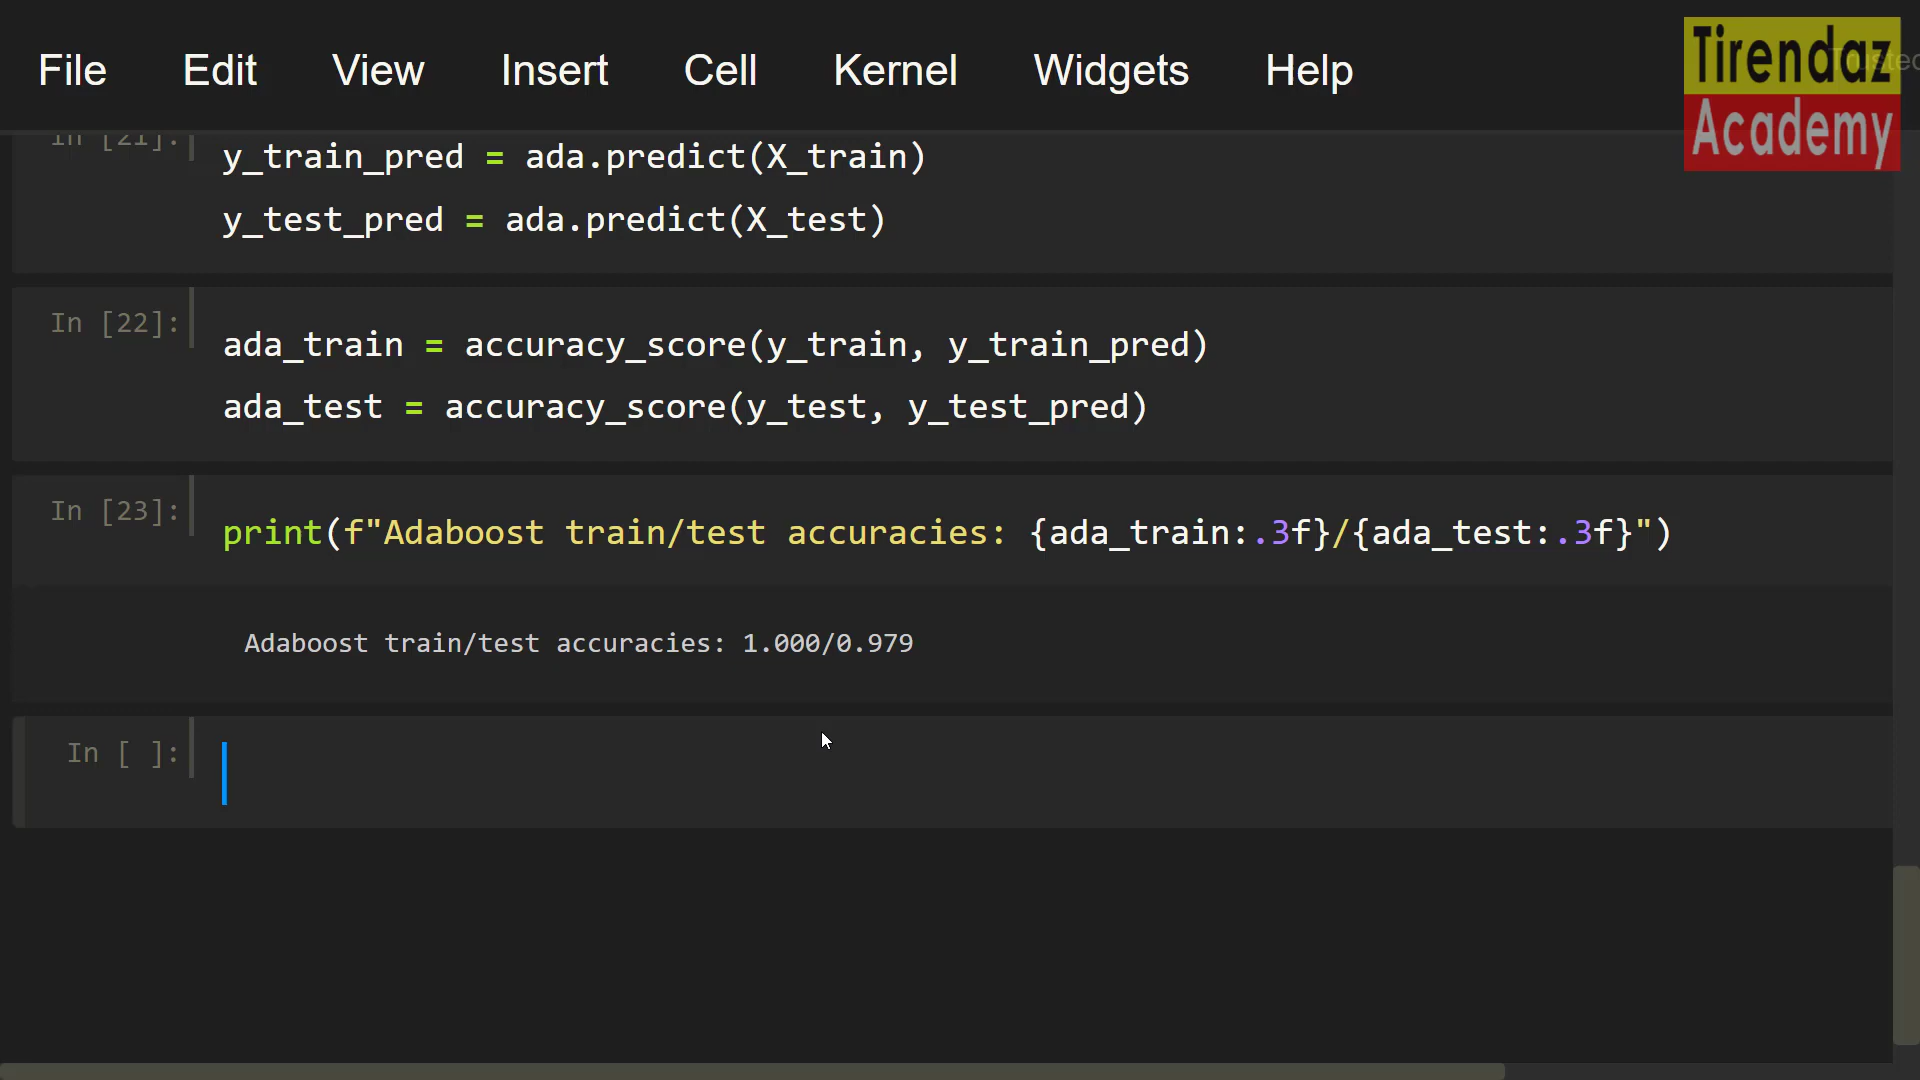 File Edit View Insert Cell Kernel Widgets Help
Tirendaz
Academy
In [21]:
y_train_pred = ada.predict(X_train)
y_test_pred = ada.predict(X_test)
In [22]:
ada_train = accuracy_score(y_train, y_train_pred)
ada_test = accuracy_score(y_test, y_test_pred)
In [23]:
print(f"Adaboost train/test accuracies: {ada_train:.3f}/{ada_test:.3f}")
Adaboost train/test accuracies: 1.000/0.979
In [ ]: